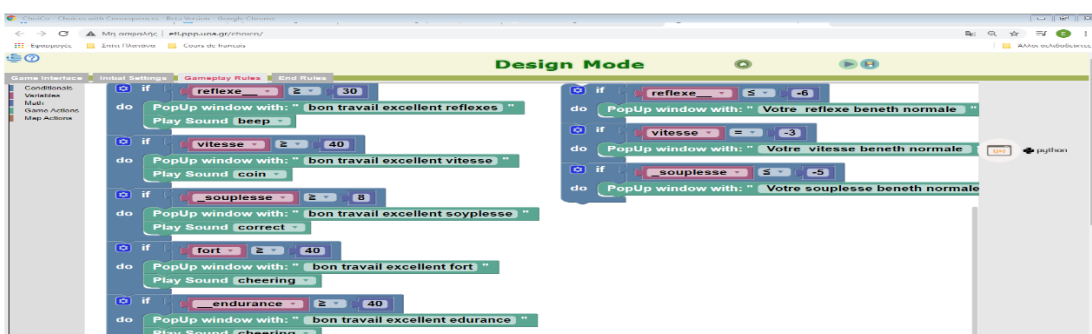 ChoiCo - Choices with Consequences - Beta Version - Google Chrome
Μη ασφαλής | etl.ppp.uoa.gr/choico/
Εφαρμογές Σπίτι Πλατάνια Cours de francais
Design Mode
Game Interface Initial Settings Gameplay Rules End Rules
Conditionals
Variables
Math
Game Actions
Map Actions
if reflexe__ ≥ 30
do PopUp window with: " bon travail excellent reflexes "
Play Sound beep
if vitesse ≥ 40
do PopUp window with: " bon travail excellent vitesse "
Play Sound coin
if _souplesse ≥ 8
do PopUp window with: " bon travail excellent soyplesse "
Play Sound correct
if fort ≥ 40
do PopUp window with: " bon travail excellent fort "
Play Sound cheering
if __endurance ≥ 40
do PopUp window with: " bon travail excellent edurance "
Play Sound cheering
if reflexe__ ≤ -6
do PopUp window with: " Votre reflexe beneth normale "
if vitesse = -3
do PopUp window with: " Votre vitesse beneth normale "
if _souplesse ≤ -5
do PopUp window with: " Votre souplesse beneth normale
python